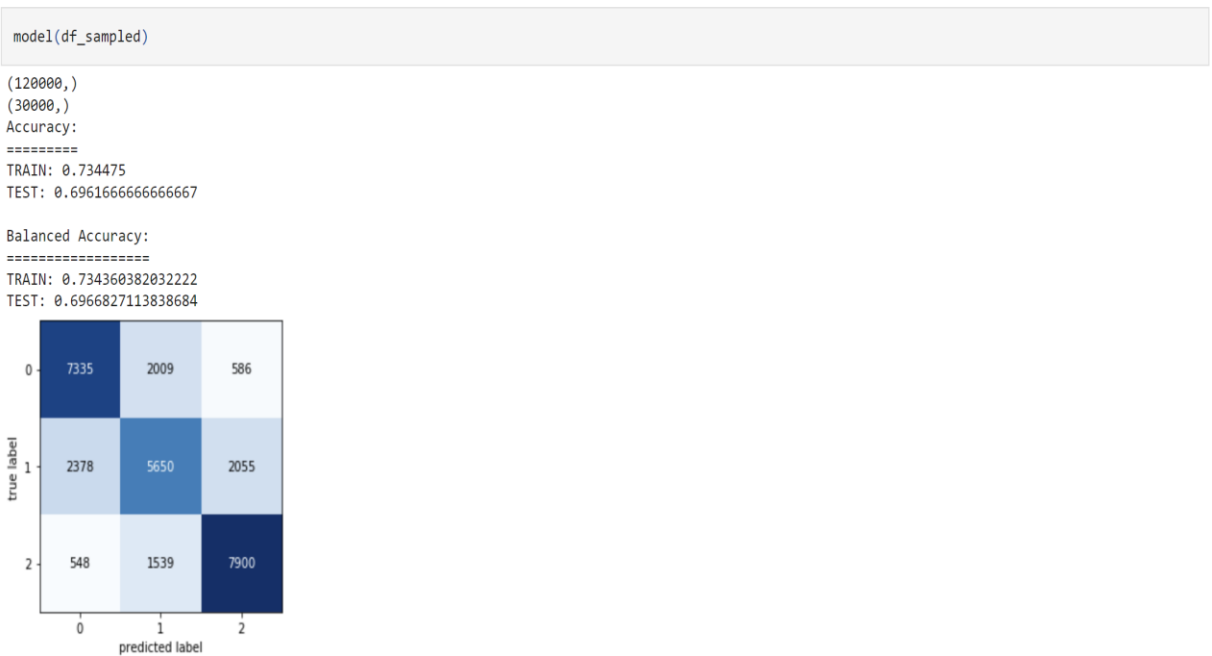 model(df_sampled)
(120000,)
(30000,)
Accuracy:
=========
TRAIN: 0.734475
TEST: 0.6961666666666667
Balanced Accuracy:
==================
TRAIN: 0.734360382032222
TEST: 0.6966827113838684
0 7335 2009 586
true label
1 2378 5650 2055
2 548 1539 7900
0 1 2
predicted label